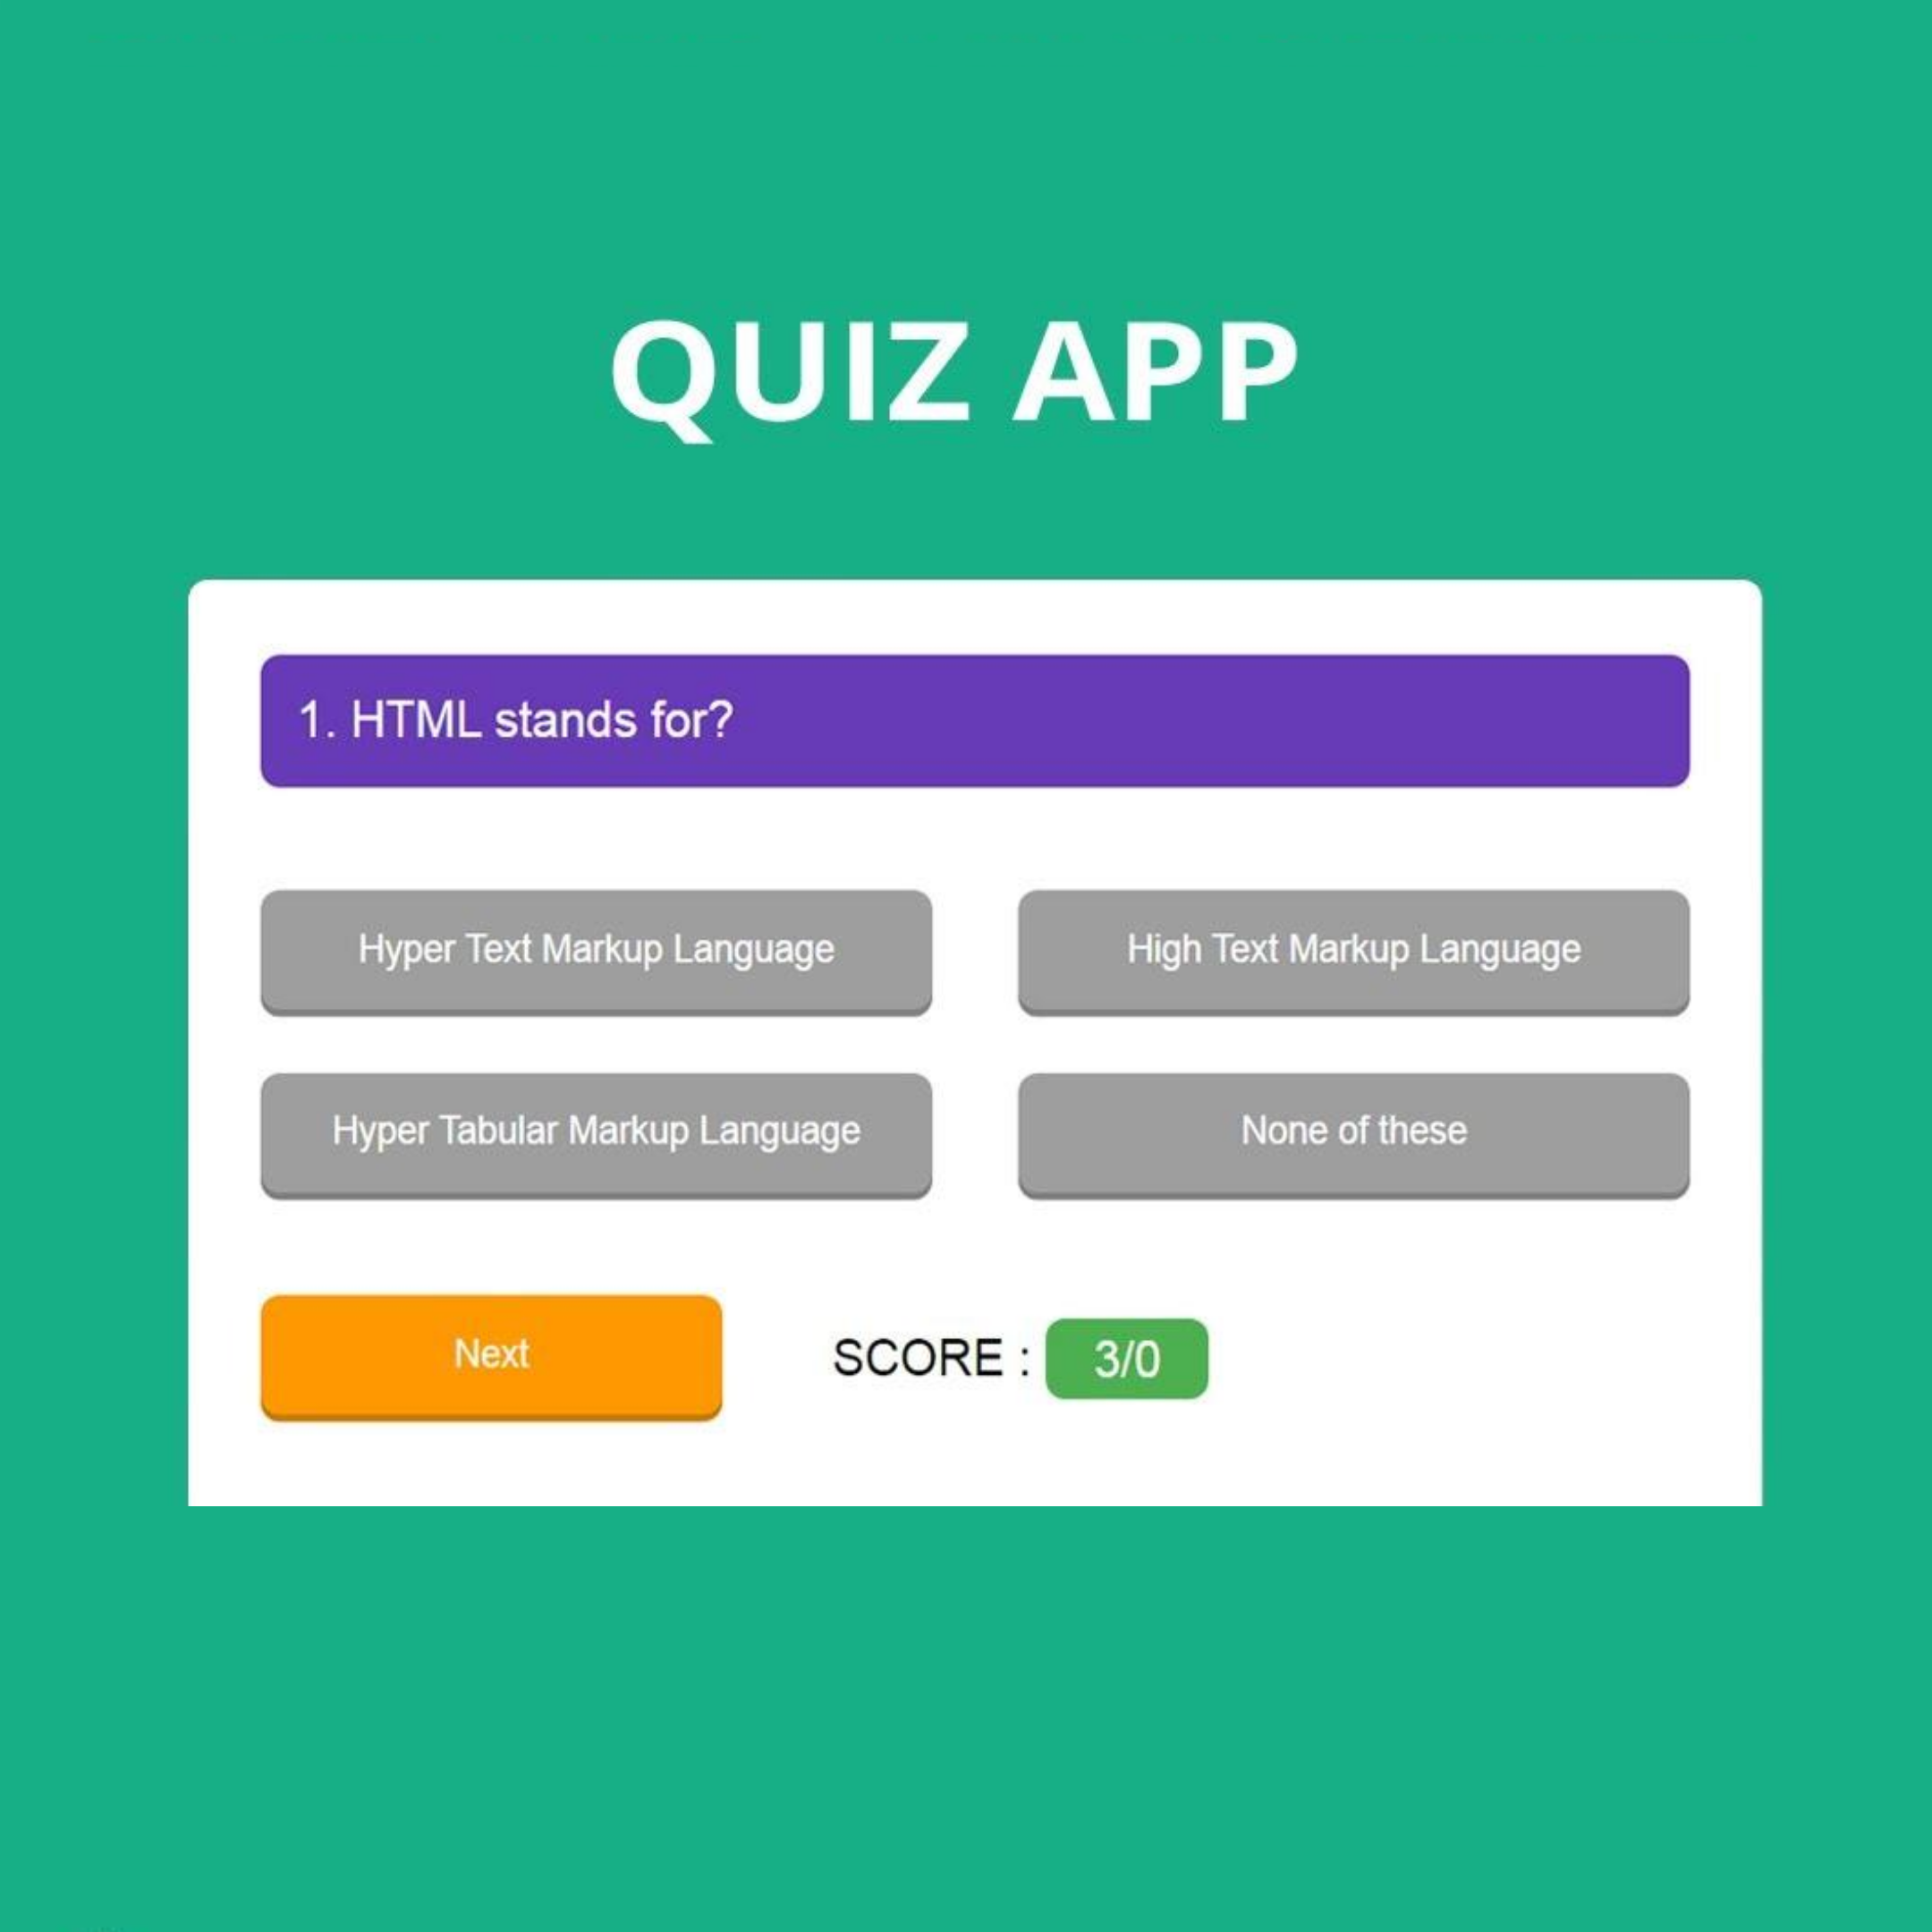 QUIZ APP
1. HTML stands for?
Hyper Text Markup Language
High Text Markup Language
Hyper Tabular Markup Language
None of these
Next
SCORE : 3/0